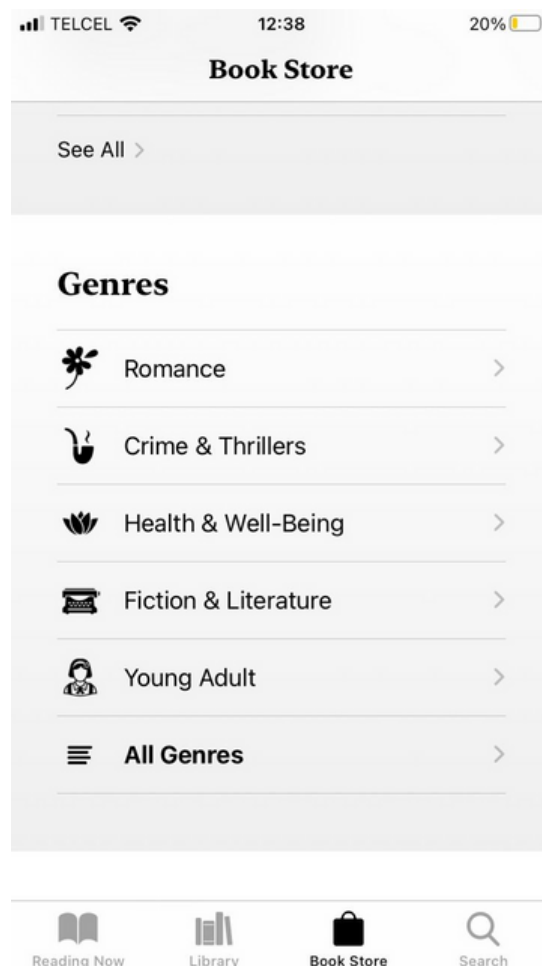 TELCEL 12:38 20%
Book Store
See All
Genres
Romance
Crime & Thrillers
Health & Well-Being
Fiction & Literature
Young Adult
All Genres
Reading Now Library Book Store Search